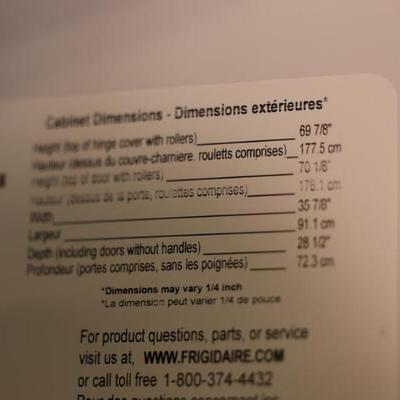 Cabinet Dimensions - Dimensions extérieures*
Height (top of hinge cover with rollers) 69 7/8"
Hauteur (dessus du couvre-charnière, roulettes comprises) 177.5 cm
Height (top of door with rollers) 70 1/8"
Hauteur (dessus de la porte, roulettes comprises) 178.1 cm
Width 35 7/8"
Largeur 91.1 cm
Depth (including doors without handles) 28 1/2"
Profondeur (portes comprises, sans les poignées) 72.3 cm
*Dimensions may vary 1/4 inch
*La dimension peut varier 1/4 de pouce
For product questions, parts, or service
visit us at, WWW.FRIGIDAIRE.COM
or call toll free 1-800-374-4432
Pour des questions concernant les